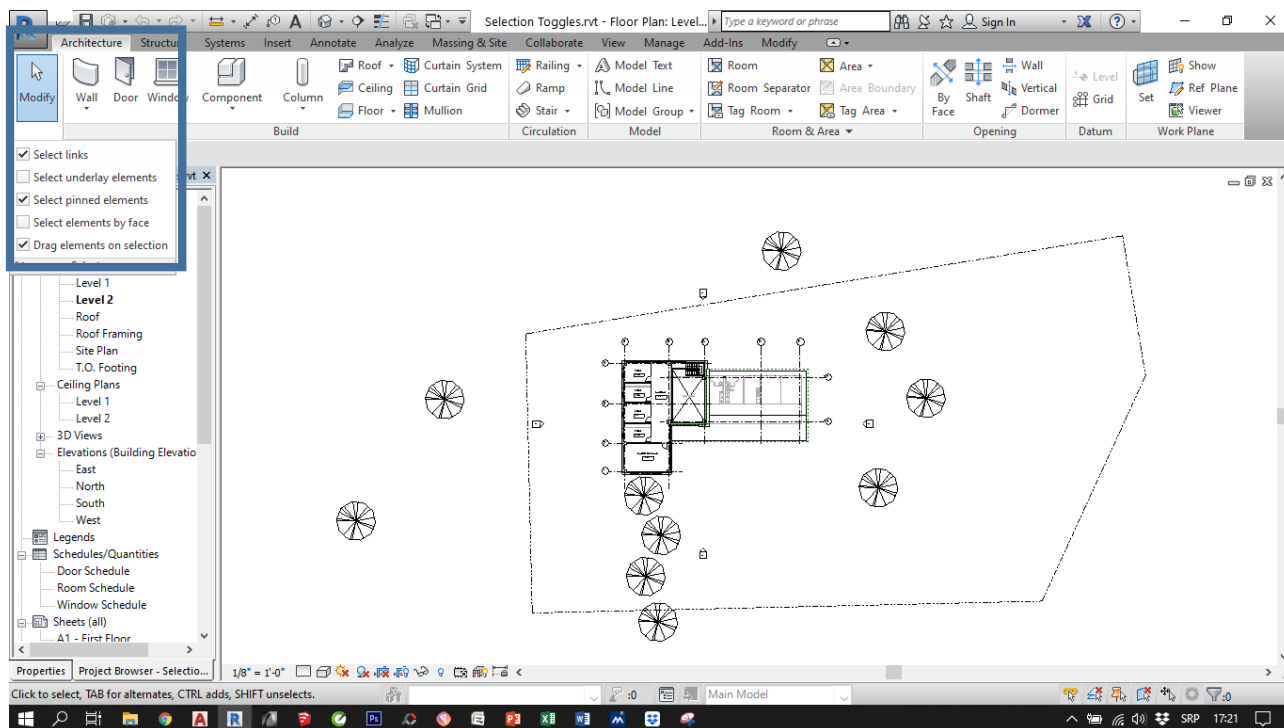 Selection Toggles.rvt - Floor Plan: Level...
Type a keyword or phrase
Sign In
Architecture
Systems Insert Annotate Analyze Massing & Site Collaborate View Manage Add-Ins Modify
Modify
Wall
Door
Component
Column
Roof
Ceiling
Floor
Curtain System
Curtain Grid
Mullion
Railing
Ramp
Stair
Model Text
Model Line
Model Group
Room
Room Separator
Tag Room
Area
Area Boundary
Tag Area
By Face
Shaft
Wall
Vertical
Dormer
Level
Grid
Set
Show
Ref Plane
Viewer
Build
Circulation
Model
Room & Area
Opening
Datum
Work Plane
Select links
Select underlay elements
Select pinned elements
Select elements by face
Drag elements on selection
Level 1
Level 2
Roof
Roof Framing
Site Plan
T.O. Footing
Ceiling Plans
Level 1
Level 2
3D Views
Elevations (Building Elevatio
East
North
South
West
Legends
Schedules/Quantities
Door Schedule
Room Schedule
Window Schedule
Sheets (all)
A1 - First Floor
Properties
Project Browser - Selectio...
1/8" = 1'-0"
Click to select, TAB for alternates, CTRL adds, SHIFT unselects.
:0
Main Model
:0
SRP
17:21